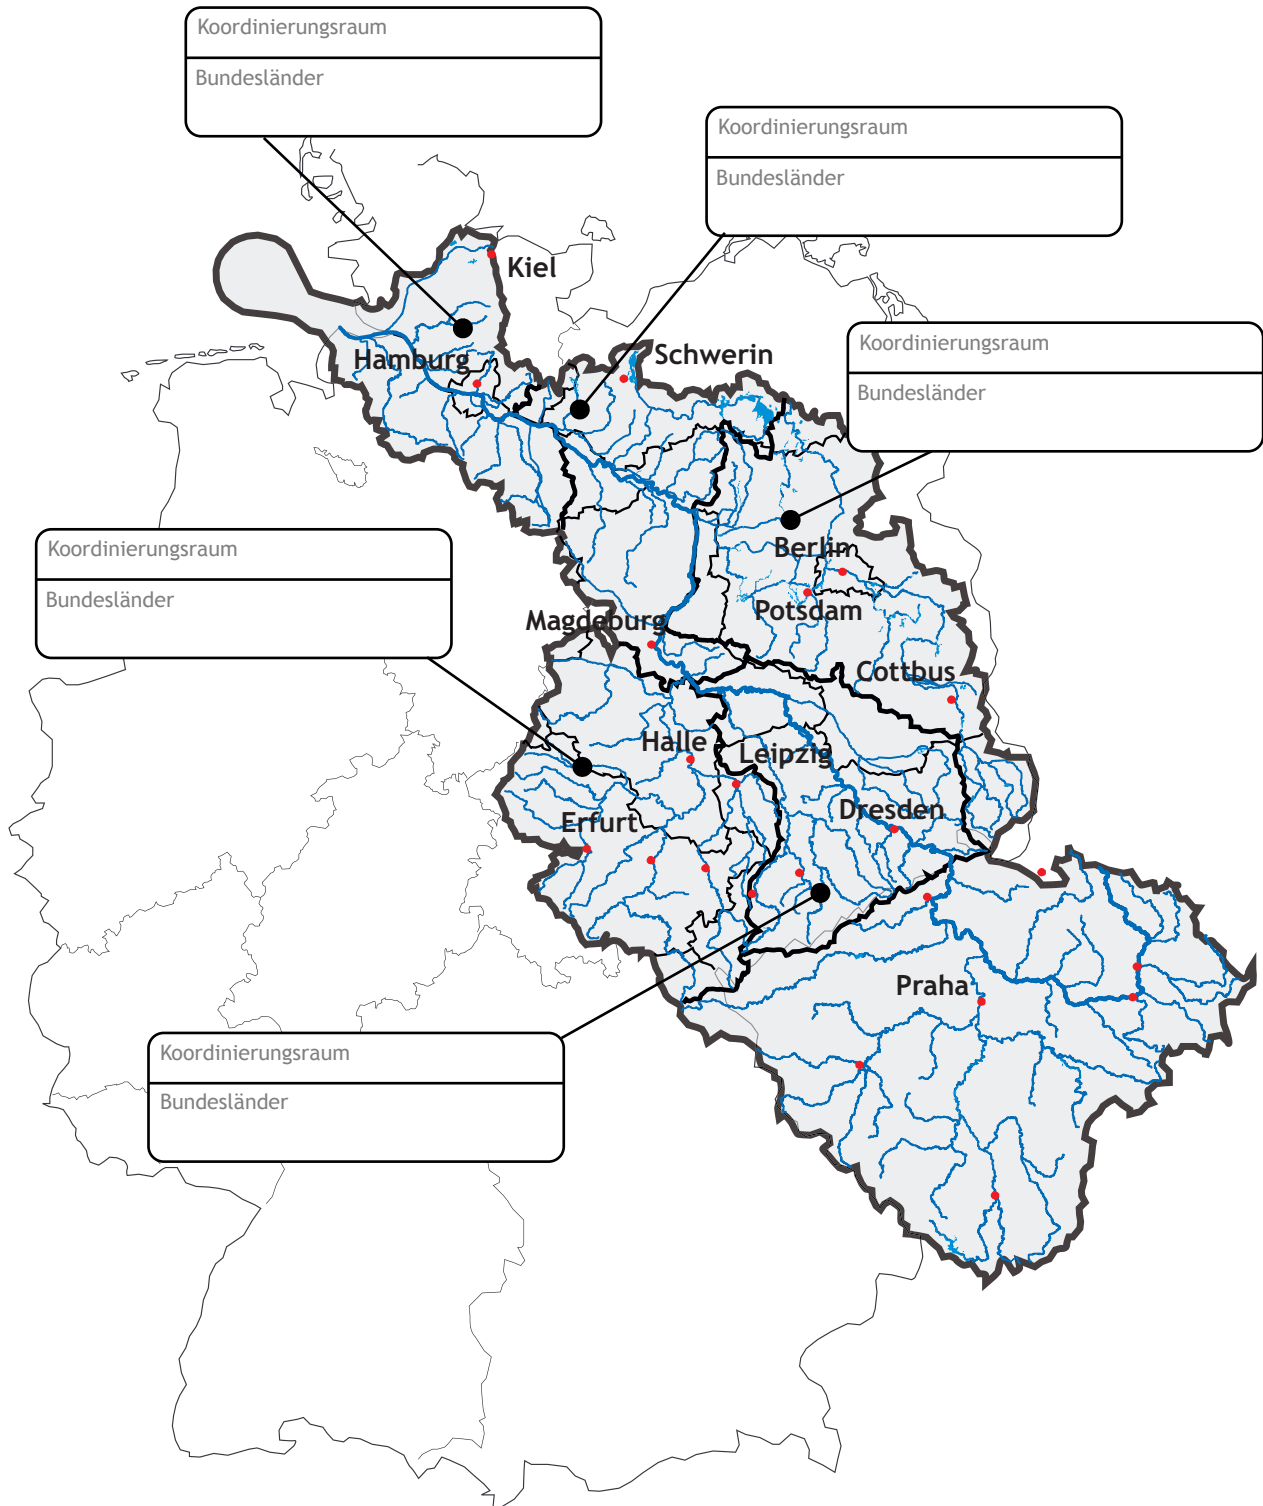 Koordinierungsraum
Bundesländer
Koordinierungsraum
Bundesländer
Kiel
Koordinierungsraum
Bundesländer
Schwerin
Hamburg
Koordinierungsraum
Bundesländer
Berlin
Potsdam
Magdeburg
Cottbus
Halle
Leipzig
Dresden
Erfurt
Praha
Koordinierungsraum
Bundesländer